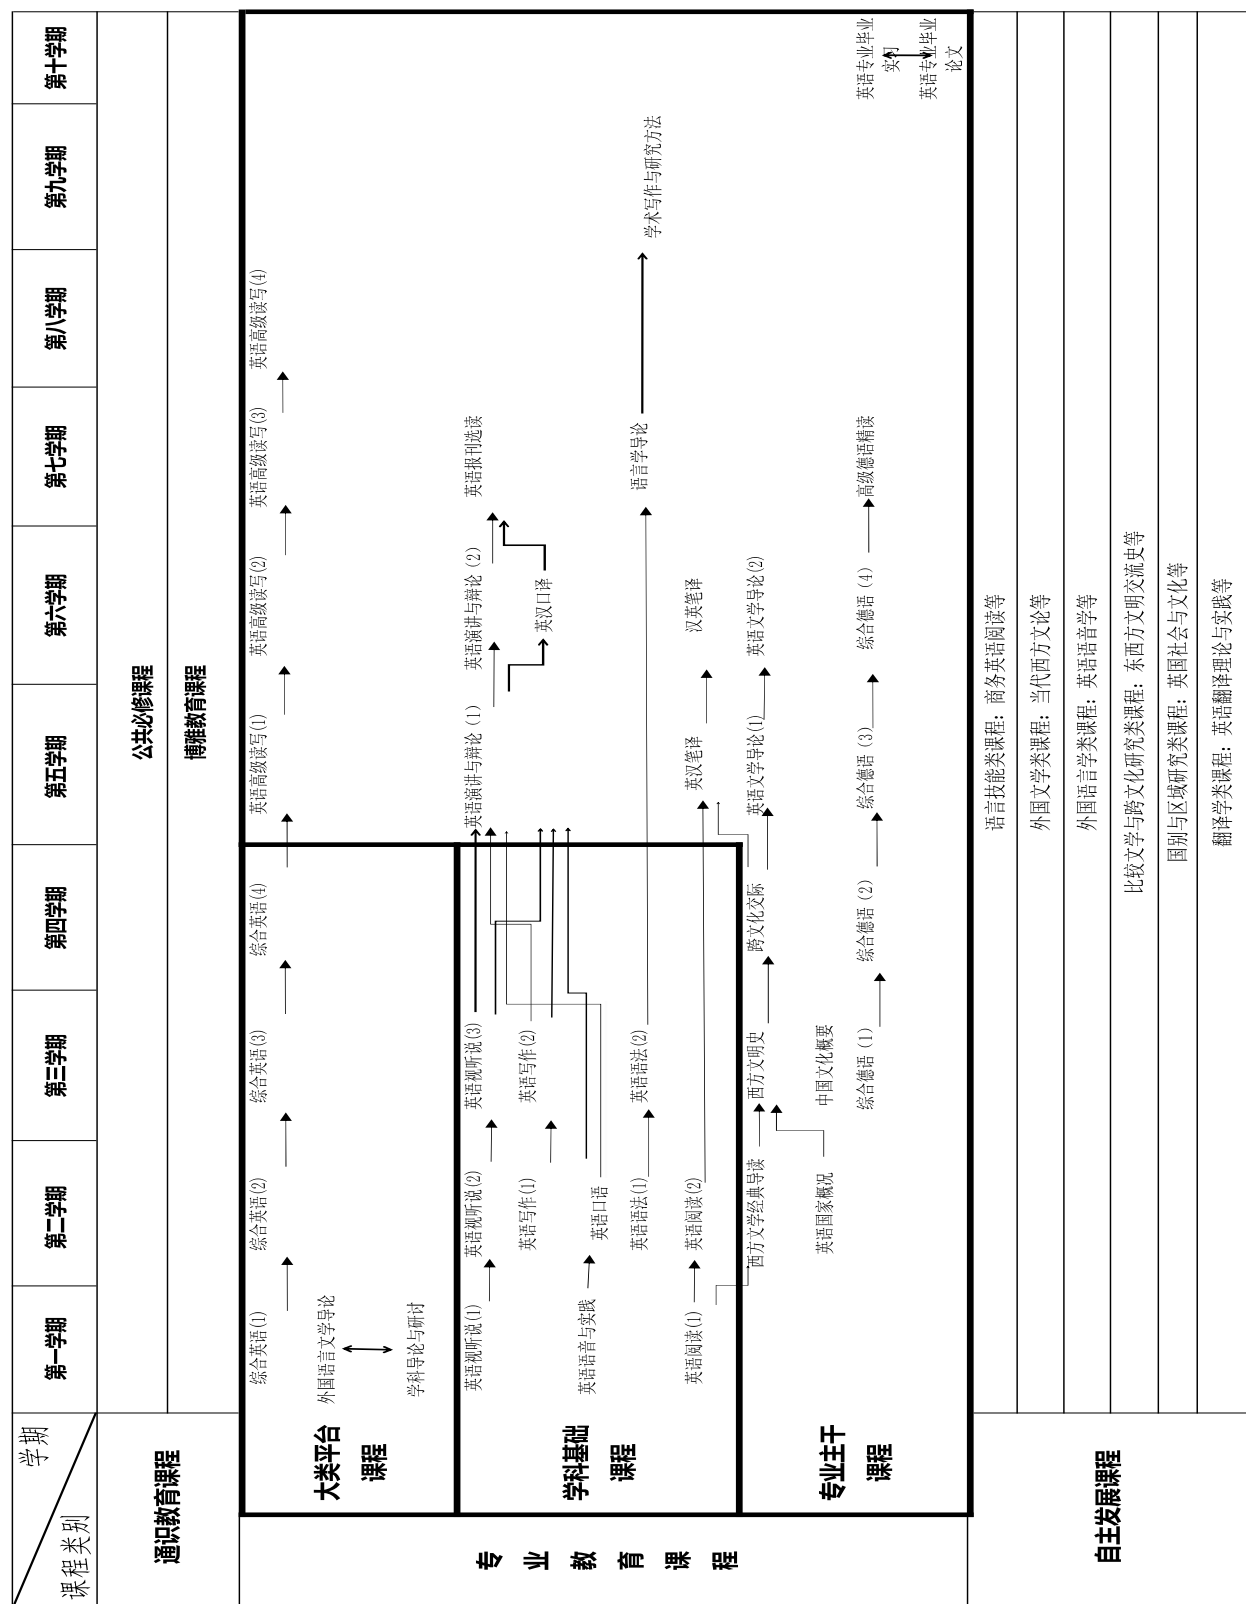 学期
课程类别
第一学期
第二学期
第三学期
第四学期
第五学期
第六学期
第七学期
第八学期
第九学期
第十学期
通识教育课程
公共必修课程
博雅教育课程
专业教育课程
大类平台
课程
综合英语(1)
综合英语(2)
综合英语(3)
综合英语(4)
英语高级读写(1)
英语高级读写(2)
英语高级读写(3)
英语高级读写(4)
外国语言文学导论
学科导论与研讨
学科基础
课程
英语视听说(1)
英语视听说(2)
英语视听说(3)
英语演讲与辩论（1）
英语演讲与辩论（2）
英语报刊选读
英语写作(1)
英语写作(2)
英汉口译
英语语音与实践
英语口语
英语语法(1)
英语语法(2)
语言学导论
学术写作与研究方法
英语阅读(1)
英语阅读(2)
英汉笔译
汉英笔译
专业主干
课程
西方文学经典导读
西方文明史
跨文化交际
英语文学导论(1)
英语文学导论(2)
英语国家概况
中国文化概要
综合德语（1）
综合德语（2）
综合德语（3）
综合德语（4）
高级德语精读
英语专业毕业
实习
英语专业毕业
论文
自主发展课程
语言技能类课程：商务英语阅读等
外国文学类课程：当代西方文论等
外国语言学类课程：英语语音学等
比较文学与跨文化研究类课程：东西方文明交流史等
国别与区域研究类课程：英国社会与文化等
翻译学类课程：英语翻译理论与实践等